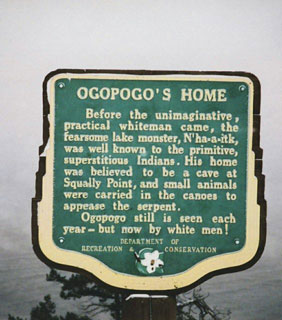 OGOPOGO'S HOME
Before the unimaginative,
practical whiteman came, the
fearsome lake monster, N'ha-a-itk,
was well known to the primitive,
superstitious Indians. His home
was believed to be a cave at
Squally Point, and small animals
were carried in the canoes to
appease the serpent.
Ogopogo still is seen each
year — but now by white men!
DEPARTMENT OF
RECREATION & CONSERVATION